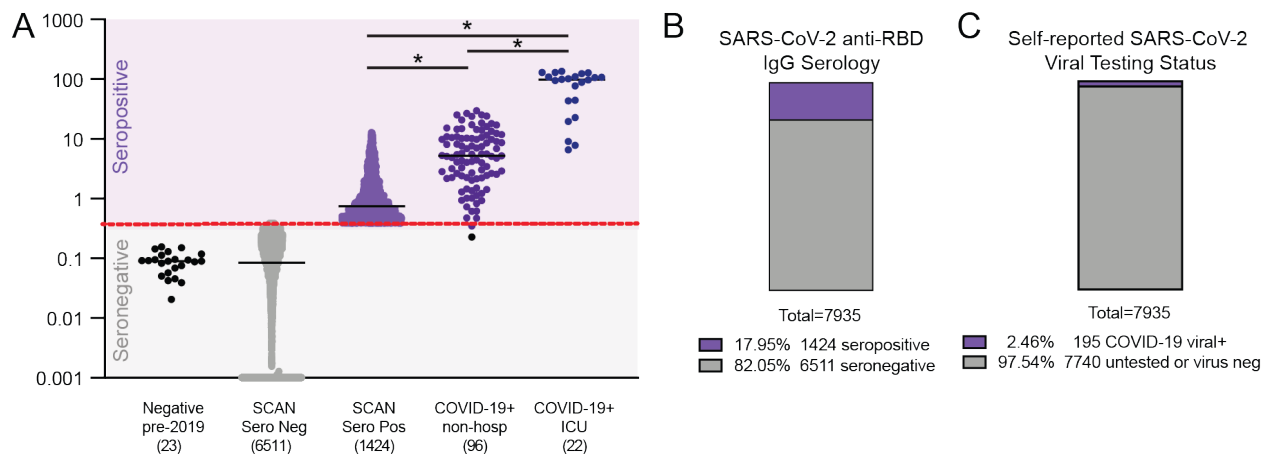 A
1000
100
10
1
0.1
0.01
0.001
Seropositive
Seronegative
*
*
*
Negative
pre-2019
(23)
SCAN
Sero Neg
(6511)
SCAN
Sero Pos
(1424)
COVID-19+
non-hosp
(96)
COVID-19+
ICU
(22)
B
SARS-CoV-2 anti-RBD
IgG Serology
Total=7935
17.95% 1424 seropositive
82.05% 6511 seronegative
C
Self-reported SARS-CoV-2
Viral Testing Status
Total=7935
2.46% 195 COVID-19 viral+
97.54% 7740 untested or virus neg